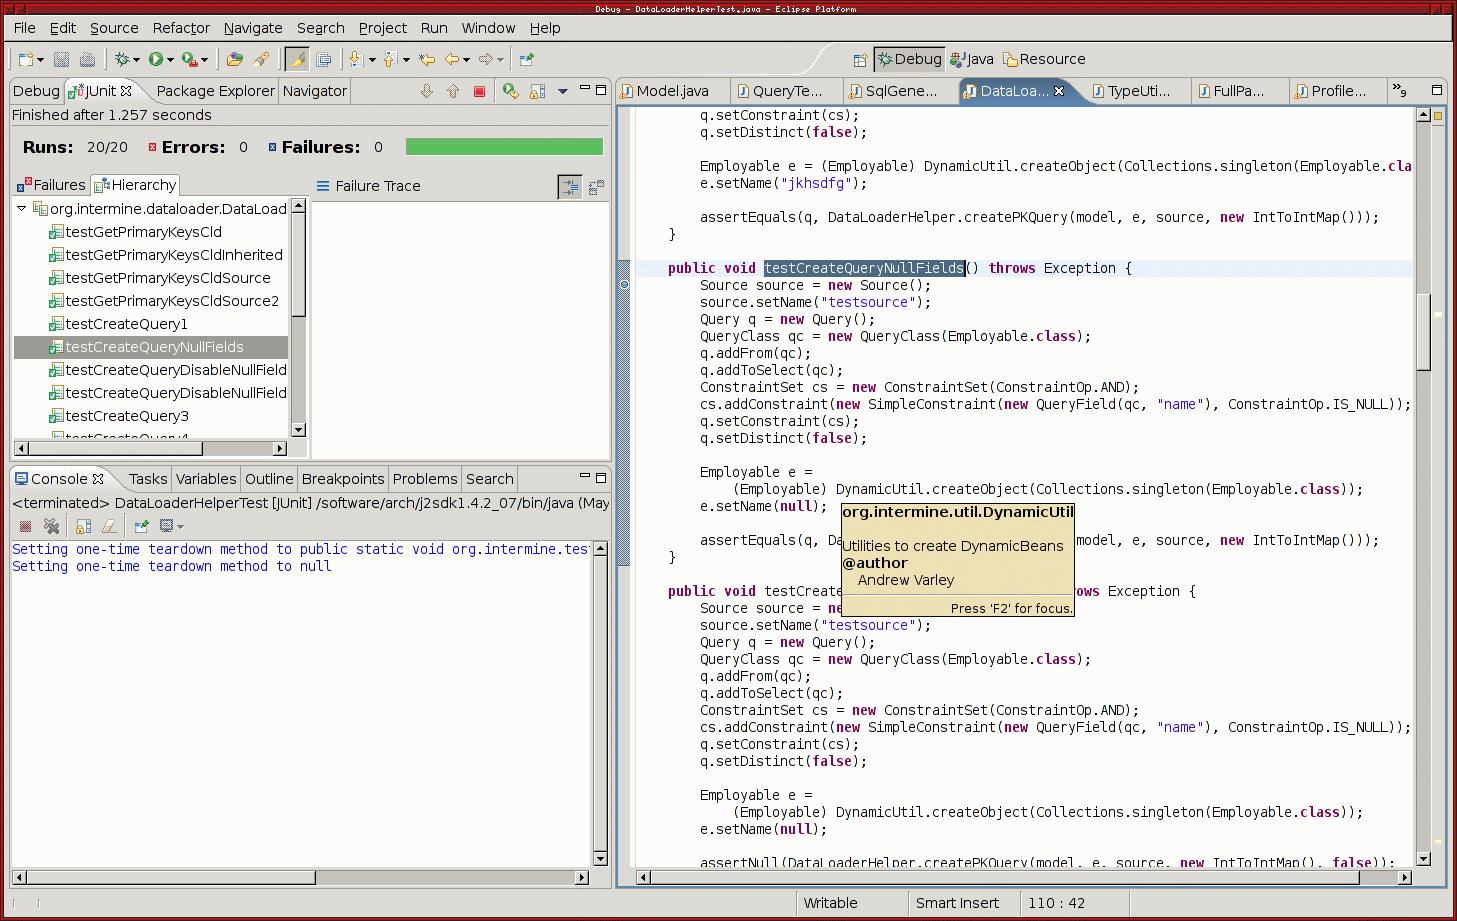 Debug - DataLoaderHelperTest.java - Eclipse Platform
File Edit Source Refactor Navigate Search Project Run Window Help
Debug Java Resource
Debug JUnit Package Explorer Navigator
Finished after 1.257 seconds
Runs: 20/20 Errors: 0 Failures: 0
Failures Hierarchy
Failure Trace
org.intermine.dataloader.DataLoad
testGetPrimaryKeysCld
testGetPrimaryKeysCldInherited
testGetPrimaryKeysCldSource
testGetPrimaryKeysCldSource2
testCreateQuery1
testCreateQueryNullFields
testCreateQueryDisableNullField
testCreateQueryDisableNullField
testCreateQuery3
testCreateQuery4
Console Tasks Variables Outline Breakpoints Problems Search
<terminated> DataLoaderHelperTest [JUnit] /software/arch/j2sdk1.4.2_07/bin/java (May
Setting one-time teardown method to public static void org.intermine.tes
Setting one-time teardown method to null
Model.java QueryTe... SqlGene... DataLoa... TypeUti... FullPa... Profile... »9
q.setConstraint(cs);
q.setDistinct(false);
Employable e = (Employable) DynamicUtil.createObject(Collections.singleton(Employable.cla
e.setName("jkhsdfg");
assertEquals(q, DataLoaderHelper.createPKQuery(model, e, source, new IntToIntMap()));
}
public void testCreateQueryNullFields() throws Exception {
Source source = new Source();
source.setName("testsource");
Query q = new Query();
QueryClass qc = new QueryClass(Employable.class);
q.addFrom(qc);
q.addToSelect(qc);
ConstraintSet cs = new ConstraintSet(ConstraintOp.AND);
cs.addConstraint(new SimpleConstraint(new QueryField(qc, "name"), ConstraintOp.IS_NULL));
q.setConstraint(cs);
q.setDistinct(false);
Employable e =
(Employable) DynamicUtil.createObject(Collections.singleton(Employable.class));
e.setName(null);
assertEquals(q, Da model, e, source, new IntToIntMap()));
}
org.intermine.util.DynamicUtil
Utilities to create DynamicBeans
@author
Andrew Varley
Press 'F2' for focus.
public void testCreate rows Exception {
Source source = ne
source.setName("testsource");
Query q = new Query();
QueryClass qc = new QueryClass(Employable.class);
q.addFrom(qc);
q.addToSelect(qc);
ConstraintSet cs = new ConstraintSet(ConstraintOp.AND);
cs.addConstraint(new SimpleConstraint(new QueryField(qc, "name"), ConstraintOp.IS_NULL));
q.setConstraint(cs);
q.setDistinct(false);
Employable e =
(Employable) DynamicUtil.createObject(Collections.singleton(Employable.class));
e.setName(null);
assertNull(DataLoaderHelper.createPKQuery(model, e, source, new IntToIntMap(), false));
Writable Smart Insert 110 : 42